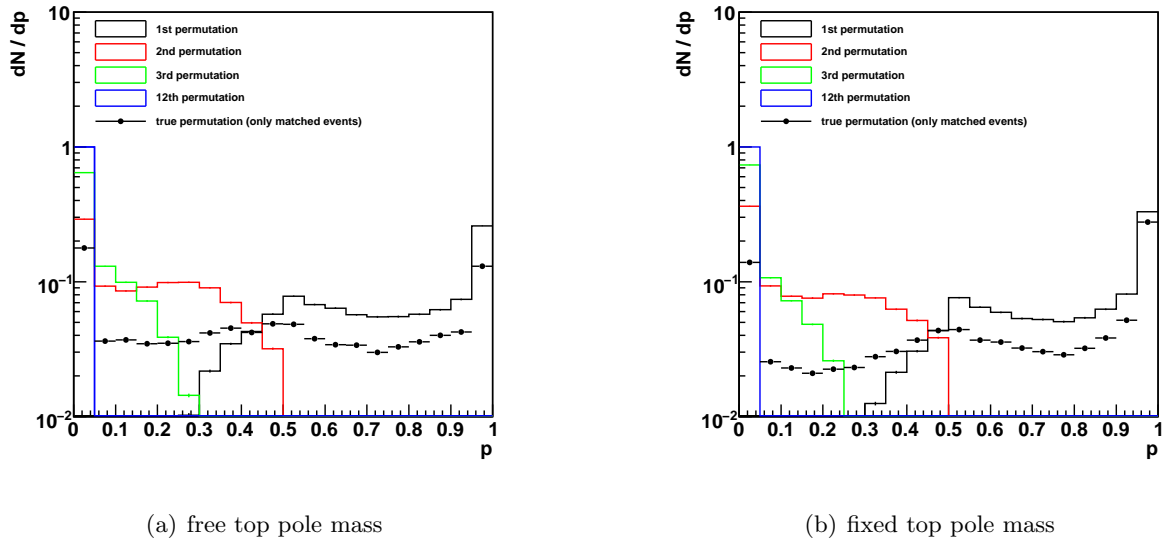 dN / dp
10
1
10⁻¹
10⁻²
1st permutation
2nd permutation
3rd permutation
12th permutation
true permutation (only matched events)
0 0.1 0.2 0.3 0.4 0.5 0.6 0.7 0.8 0.9 1
p
(a) free top pole mass
dN / dp
10
1
10⁻¹
10⁻²
1st permutation
2nd permutation
3rd permutation
12th permutation
true permutation (only matched events)
0 0.1 0.2 0.3 0.4 0.5 0.6 0.7 0.8 0.9 1
p
(b) fixed top pole mass